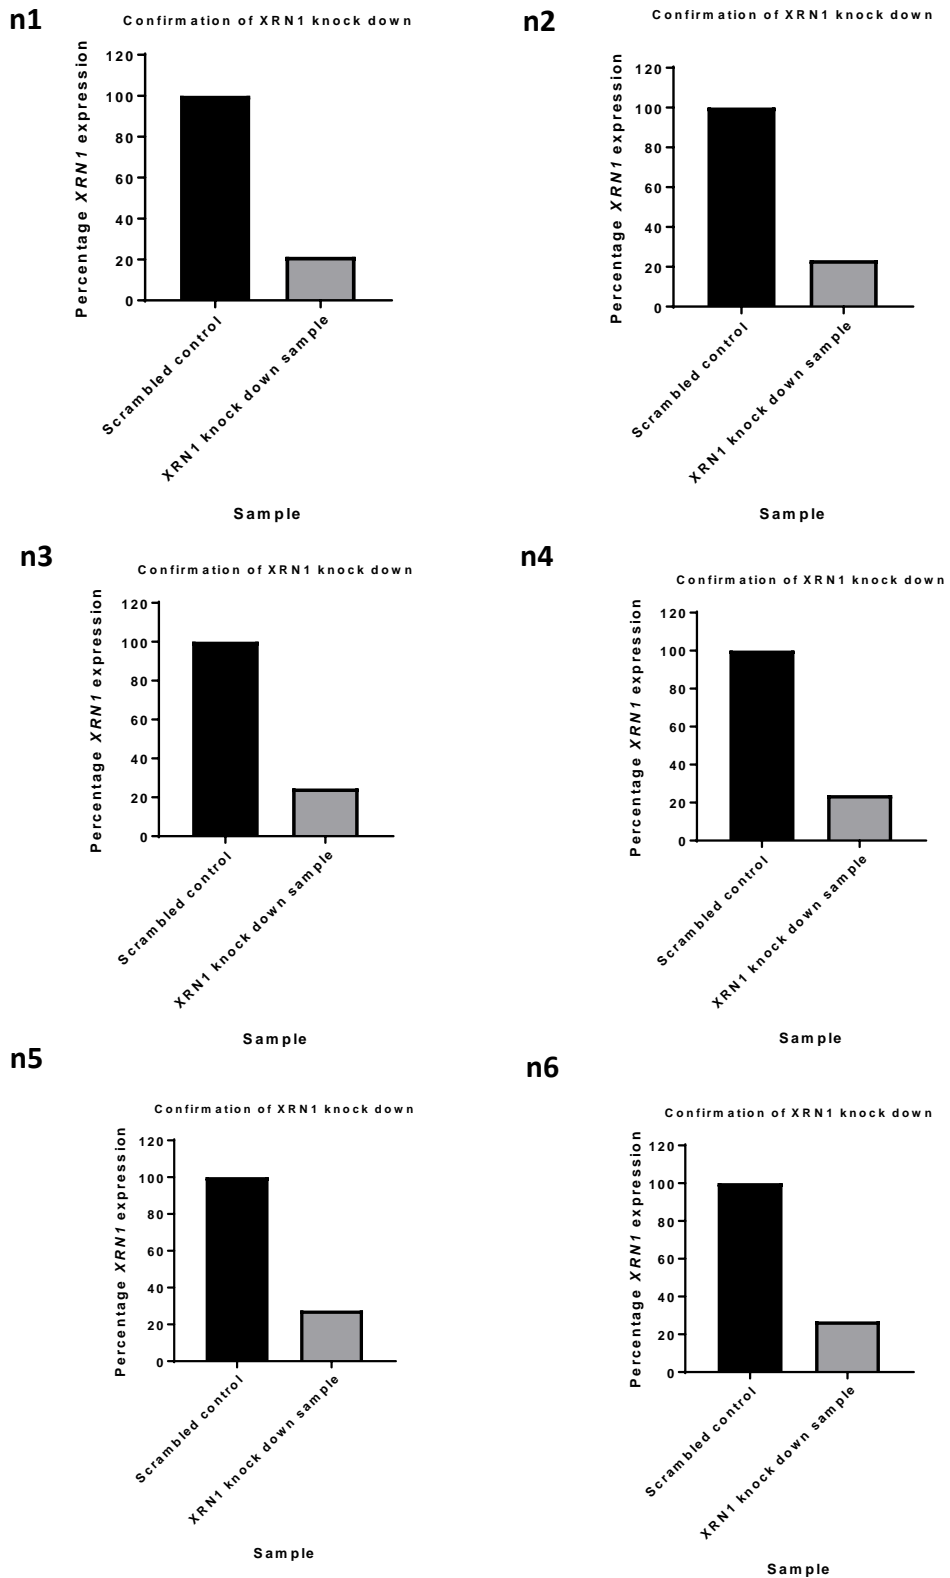 n1
Confirmation of XRN1 knock down
Percentage XRN1 expression
120
100
80
60
40
20
0
Scrambled control
XRN1 knock down sample
Sample
n2
Confirmation of XRN1 knock down
Percentage XRN1 expression
120
100
80
60
40
20
0
Scrambled control
XRN1 knock down sample
Sample
n3
Confirmation of XRN1 knock down
Percentage XRN1 expression
120
100
80
60
40
20
0
Scrambled control
XRN1 knock down sample
Sample
n4
Confirmation of XRN1 knock down
Percentage XRN1 expression
120
100
80
60
40
20
0
Scrambled control
XRN1 knock down sample
Sample
n5
Confirmation of XRN1 knock down
Percentage XRN1 expression
120
100
80
60
40
20
0
Scrambled control
XRN1 knock down sample
Sample
n6
Confirmation of XRN1 knock down
Percentage XRN1 expression
120
100
80
60
40
20
0
Scrambled control
XRN1 knock down sample
Sample